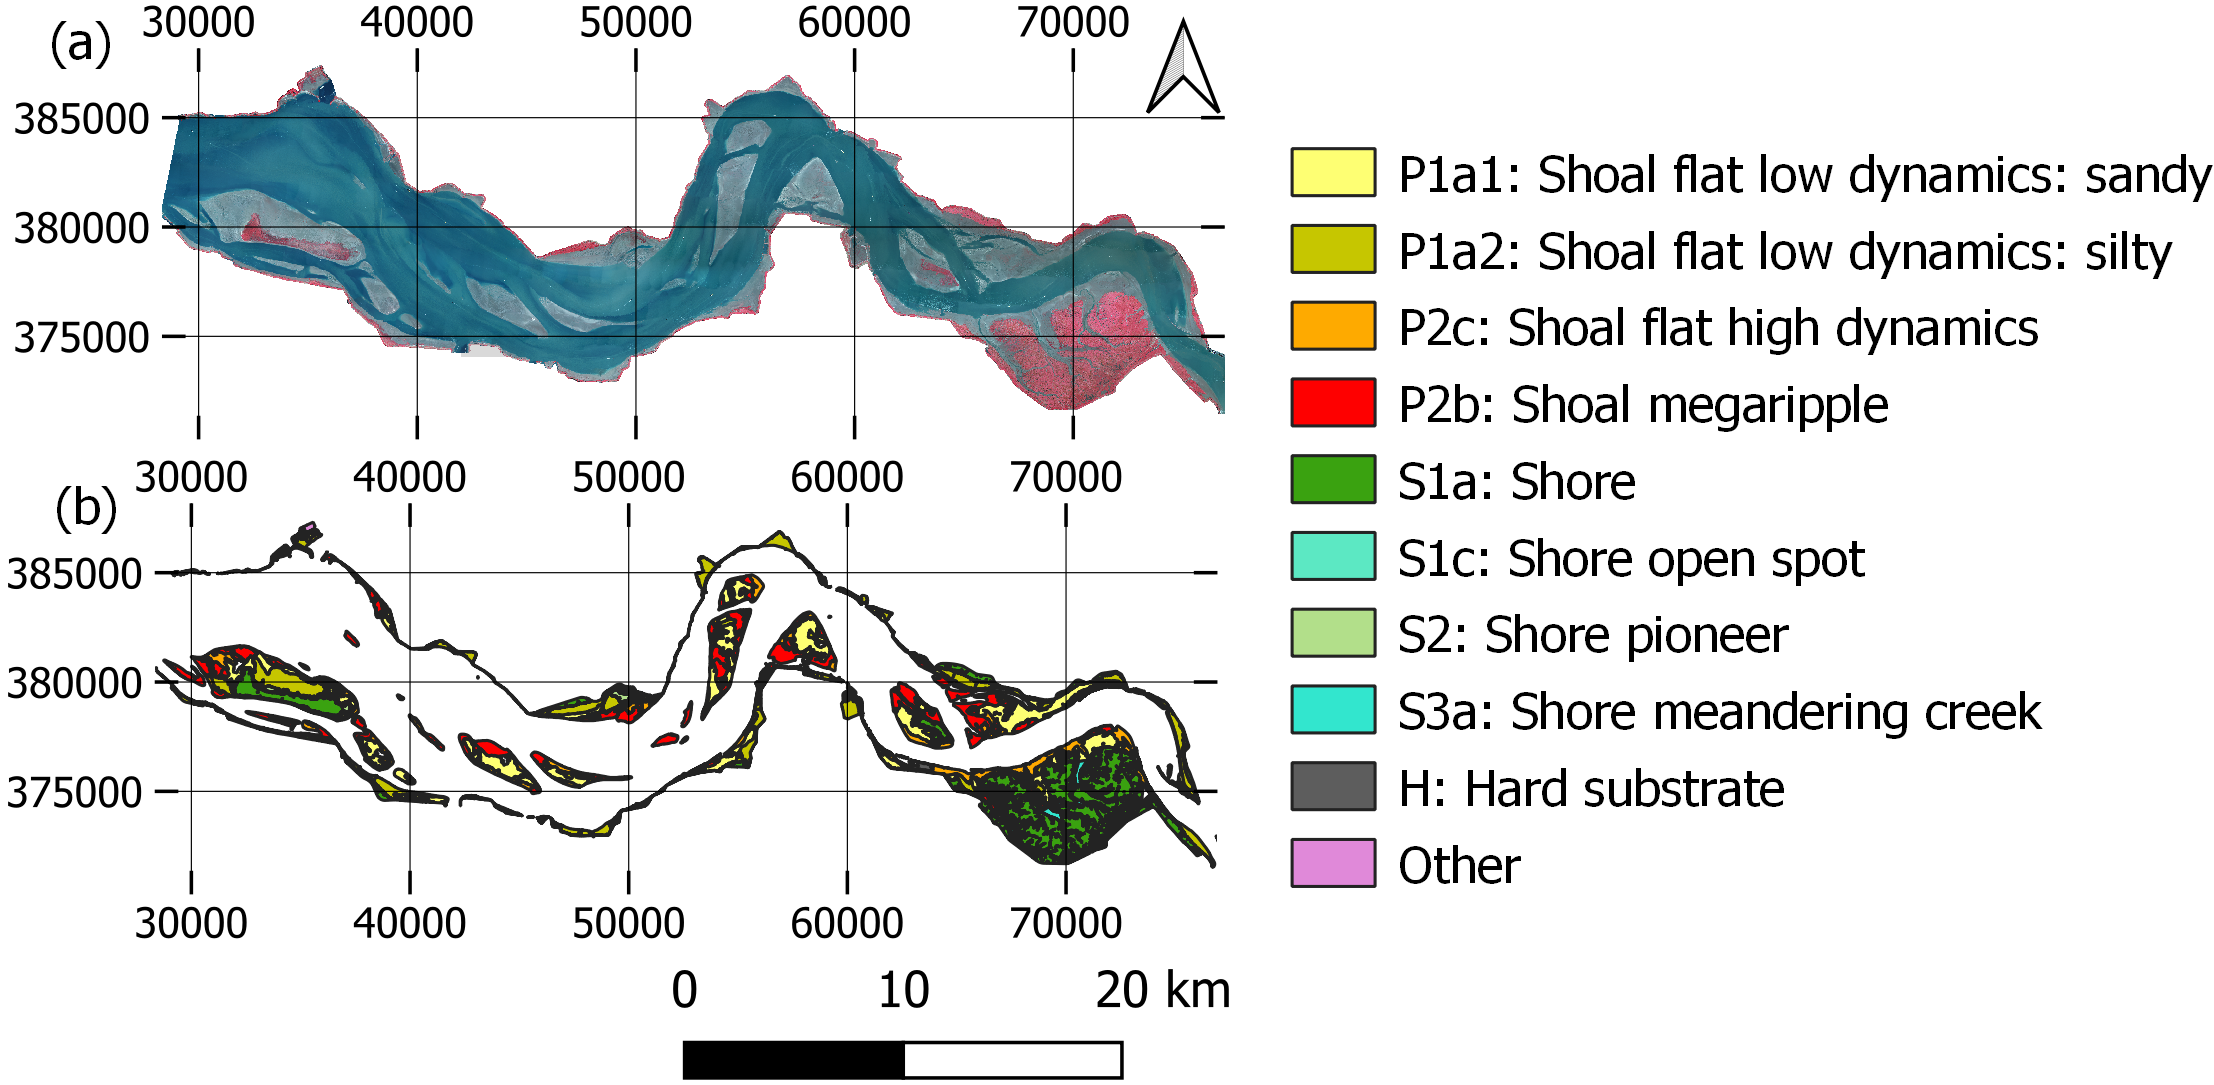 (a)
30000 40000 50000 60000 70000
385000
380000
375000
(b)
30000 40000 50000 60000 70000
385000
380000
375000
30000 40000 50000 60000 70000
0 10 20 km
P1a1: Shoal flat low dynamics: sandy
P1a2: Shoal flat low dynamics: silty
P2c: Shoal flat high dynamics
P2b: Shoal megaripple
S1a: Shore
S1c: Shore open spot
S2: Shore pioneer
S3a: Shore meandering creek
H: Hard substrate
Other